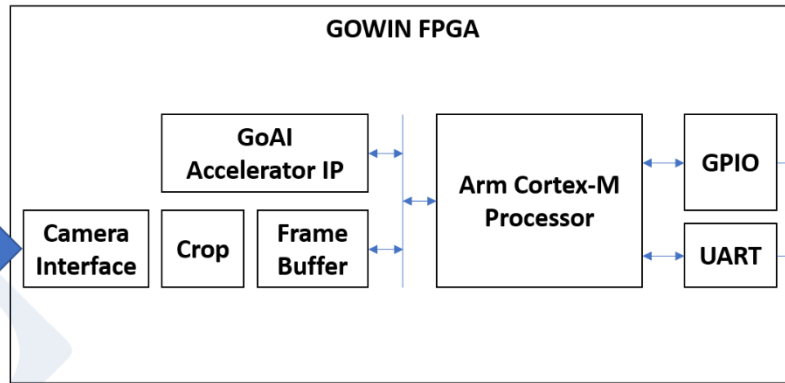 GOWIN FPGA
GoAI
Accelerator IP
Arm Cortex-M
Processor
GPIO
Camera
Interface
Crop
Frame
Buffer
UART